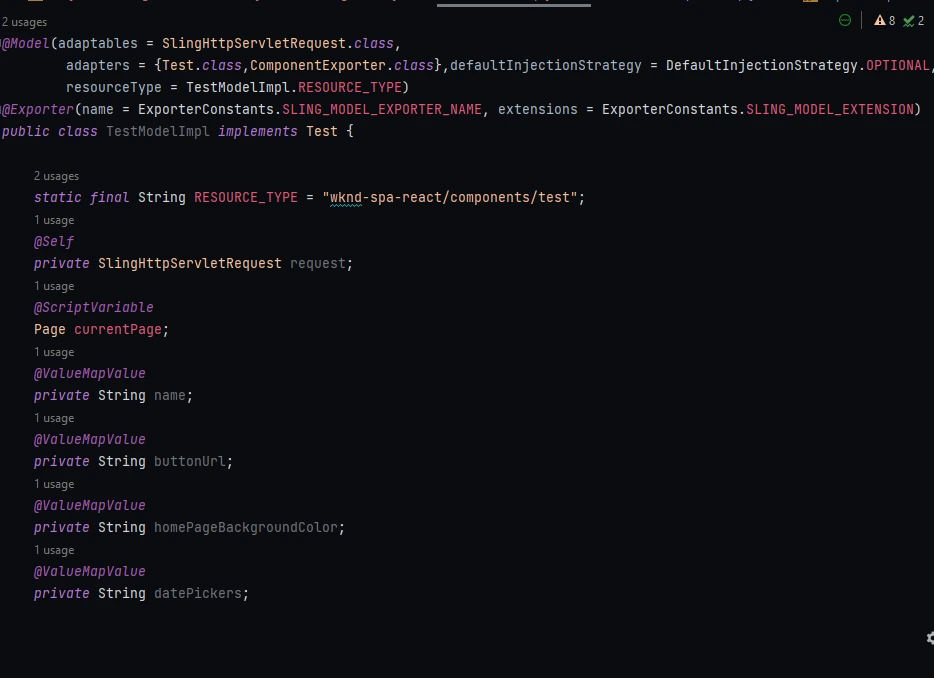 2 usages
8 2
@Model(adaptables = SlingHttpServletRequest.class,
adapters = {Test.class,ComponentExporter.class},defaultInjectionStrategy = DefaultInjectionStrategy.OPTIONAL,
resourceType = TestModelImpl.RESOURCE_TYPE)
@Exporter(name = ExporterConstants.SLING_MODEL_EXPORTER_NAME, extensions = ExporterConstants.SLING_MODEL_EXTENSION)
public class TestModelImpl implements Test {
2 usages
static final String RESOURCE_TYPE = "wknd-spa-react/components/test";
1 usage
@Self
private SlingHttpServletRequest request;
1 usage
@ScriptVariable
Page currentPage;
1 usage
@ValueMapValue
private String name;
1 usage
@ValueMapValue
private String buttonUrl;
1 usage
@ValueMapValue
private String homePageBackgroundColor;
1 usage
@ValueMapValue
private String datePickers;